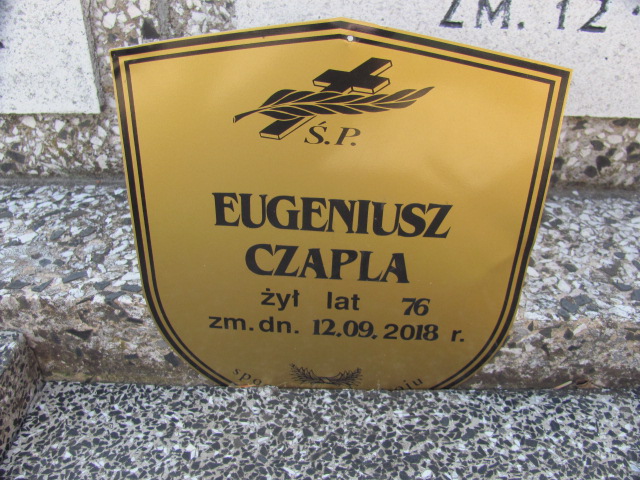 ZM. 12
Ś.P.
EUGENIUSZ
CZAPLA
żył lat 76
zm. dn. 12.09.2018 r.